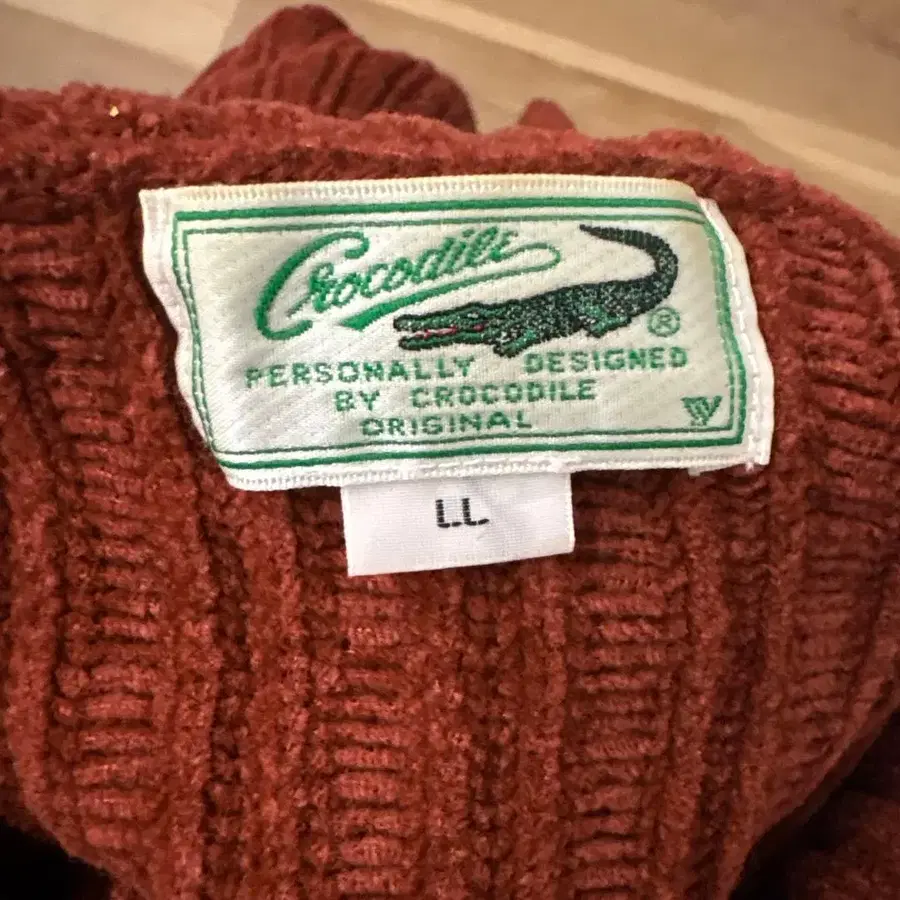 Crocodile
®
PERSONALLY DESIGNED
BY CROCODILE
ORIGINAL
LL